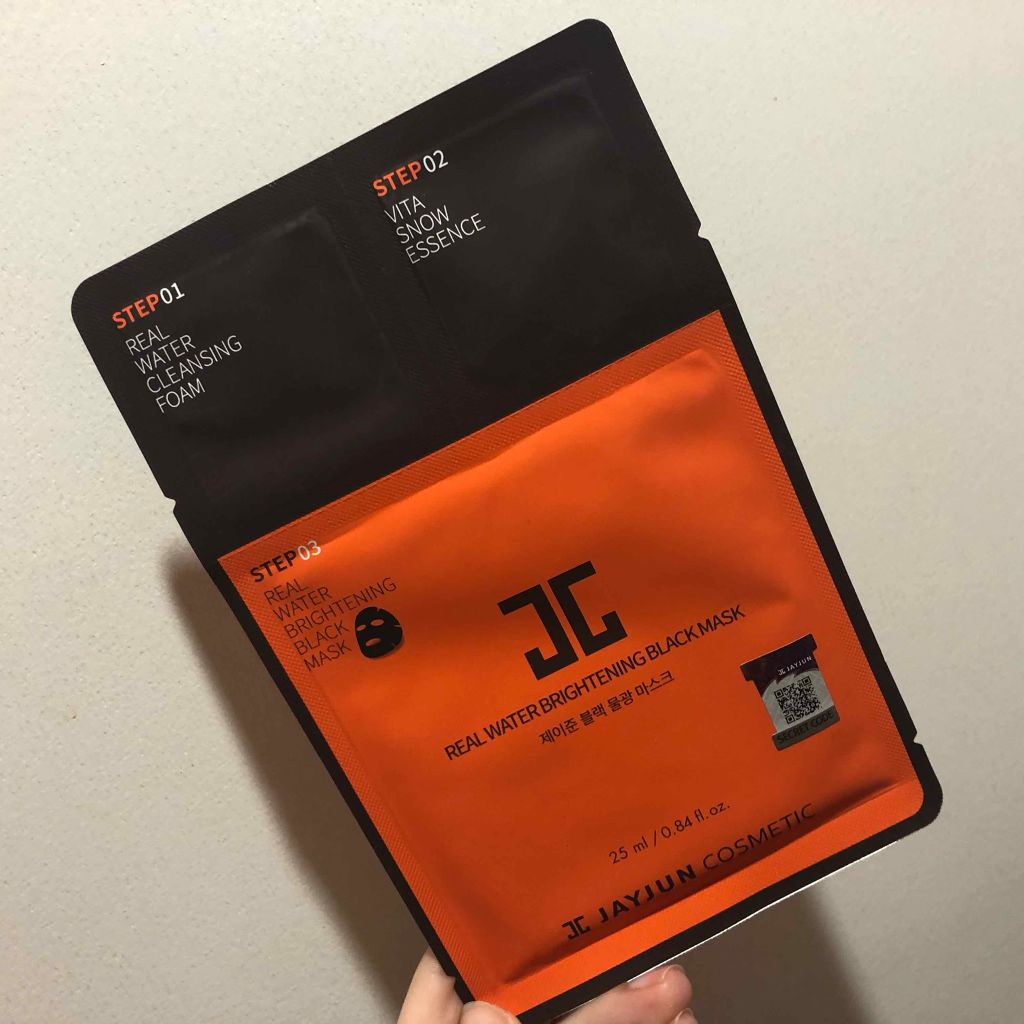 STEP01
REAL
WATER
CLEANSING
FOAM
STEP02
VITA
SNOW
ESSENCE
STEP03
REAL
WATER
BRIGHTENING
BLACK
MASK
REAL WATER BRIGHTENING BLACK MASK
제이준 블랙 물광 마스크
JAYJUN
SECRET CODE
25 ml / 0.84 fl.oz.
JAYJUN COSMETIC